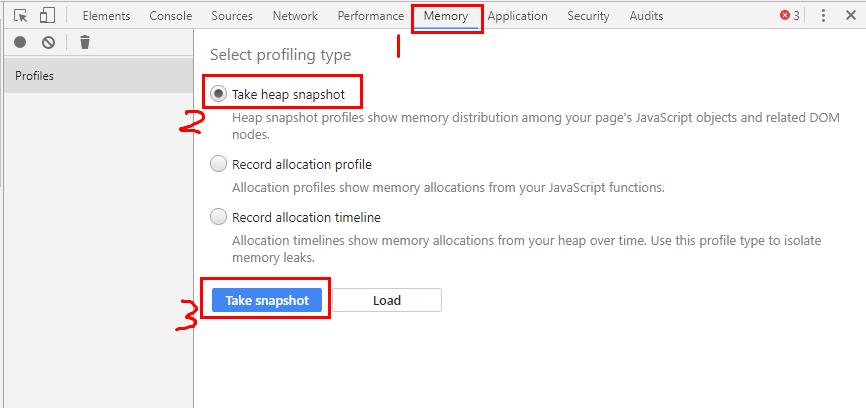 Elements Console Sources Network Performance Memory Application Security Audits 3
1
Profiles
Select profiling type
Take heap snapshot
2
Heap snapshot profiles show memory distribution among your page's JavaScript objects and related DOM
nodes.
Record allocation profile
Allocation profiles show memory allocations from your JavaScript functions.
Record allocation timeline
Allocation timelines show memory allocations from your heap over time. Use this profile type to isolate
memory leaks.
3
Take snapshot Load